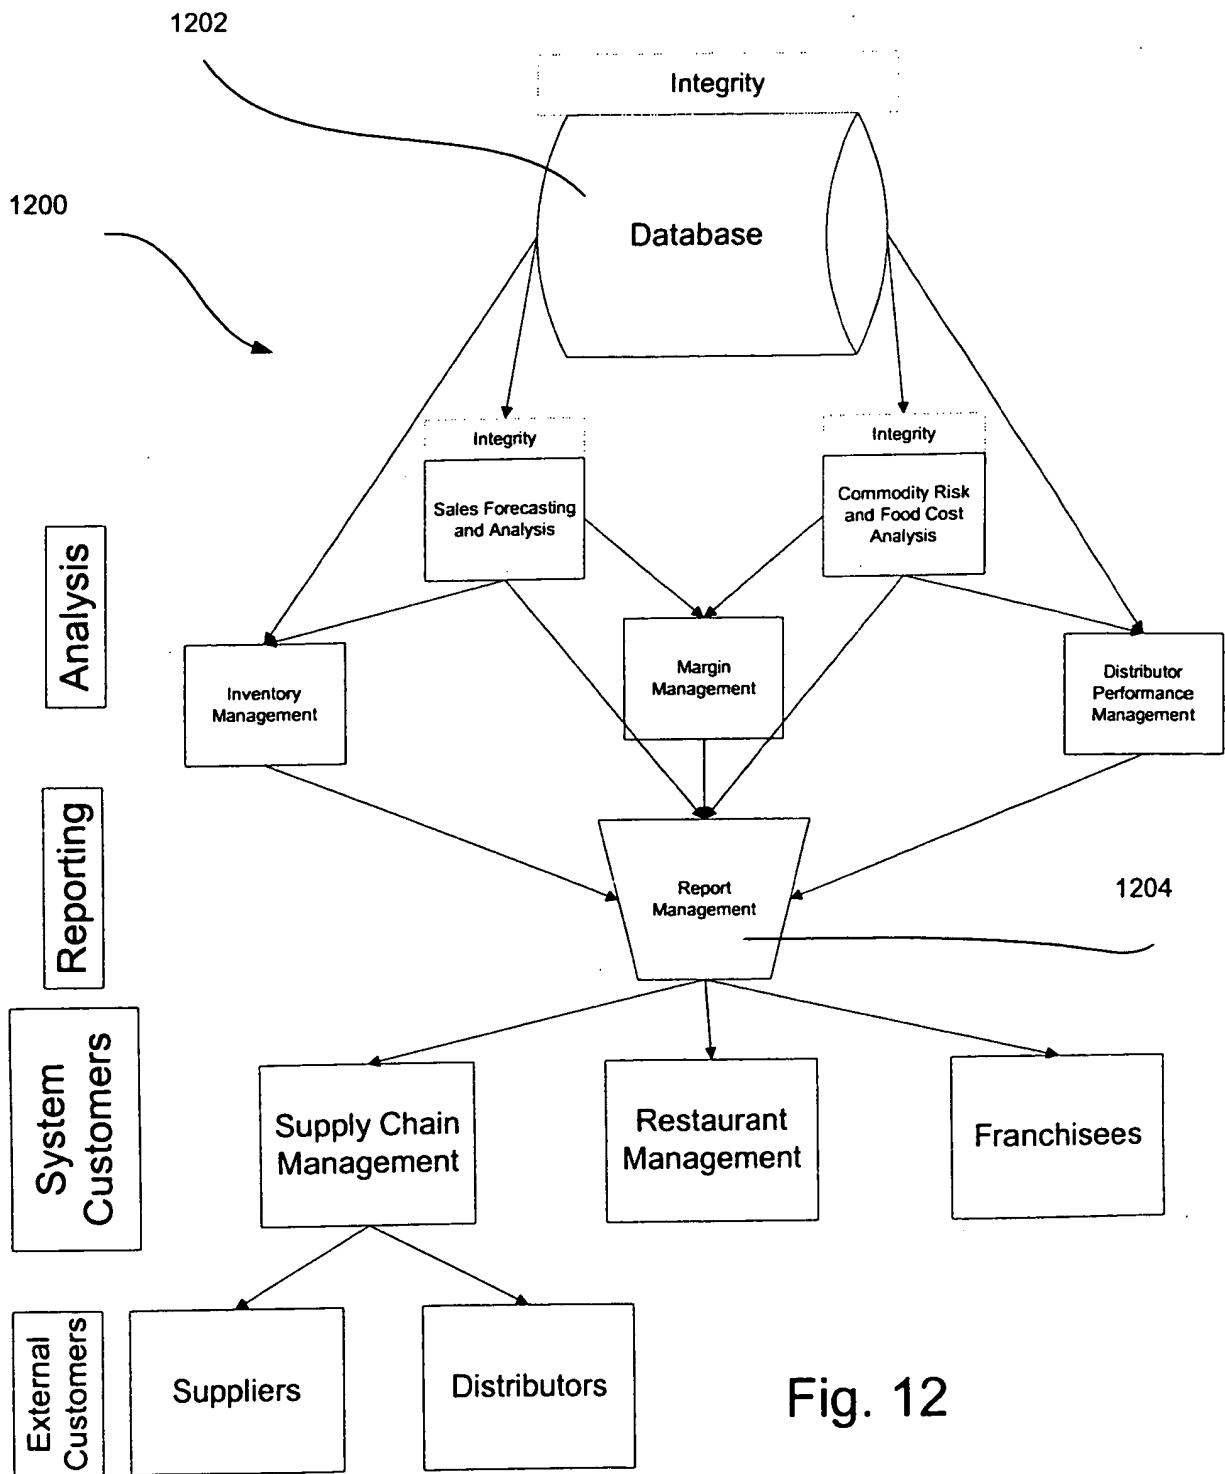 1202
Integrity
1200
Database
Integrity
Integrity
Sales Forecasting
and Analysis
Commodity Risk
and Food Cost
Analysis
Analysis
Inventory
Management
Margin
Management
Distributor
Performance
Management
Reporting
Report
Management
1204
System
Customers
Supply Chain
Management
Restaurant
Management
Franchisees
External
Customers
Suppliers
Distributors
Fig. 12